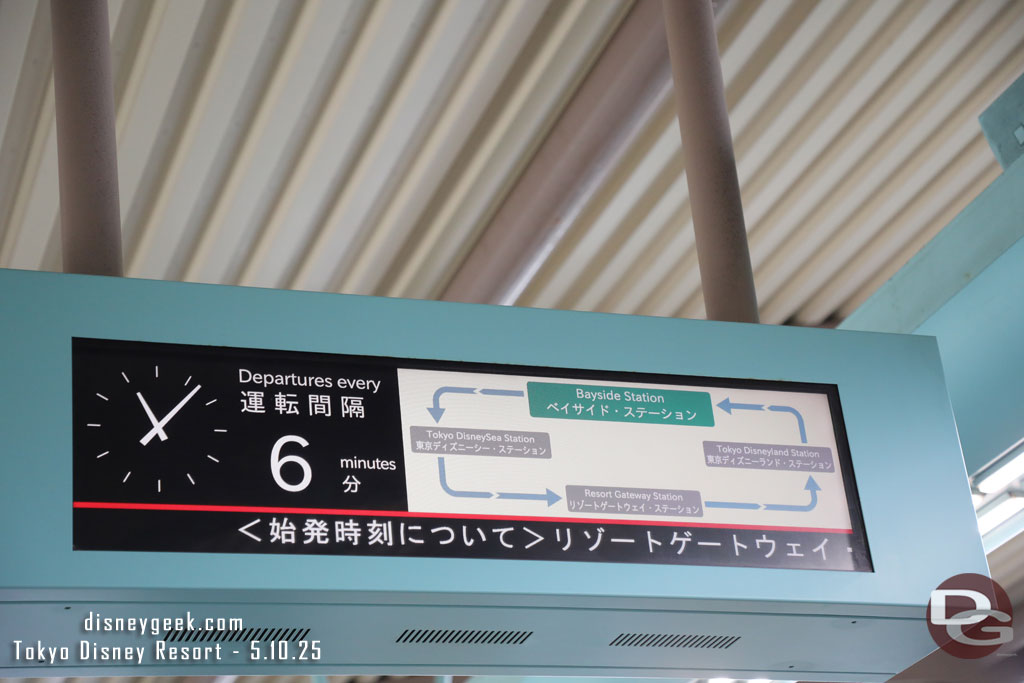 Departures every
運転間隔
6 minutes
分
Bayside Station
ベイサイド・ステーション
Tokyo DisneySea Station
東京ディズニーシー・ステーション
Tokyo Disneyland Station
東京ディズニーランド・ステーション
Resort Gateway Station
リゾートゲートウェイ・ステーション
＜始発時刻について＞リゾートゲートウェイ・
disneygeek.com
Tokyo Disney Resort - 5.10.25
DG